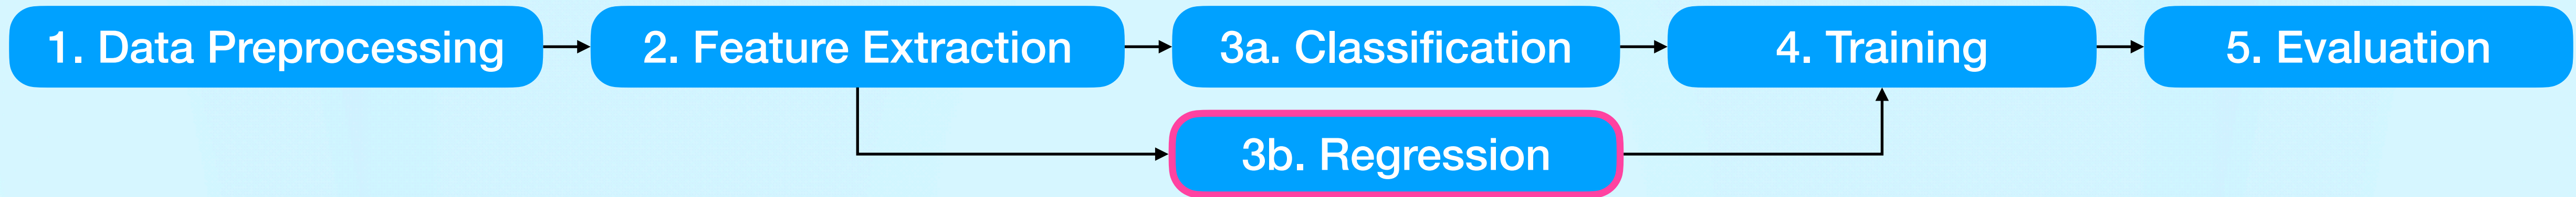 1. Data Preprocessing
2. Feature Extraction
3a. Classification
4. Training
5. Evaluation
3b. Regression